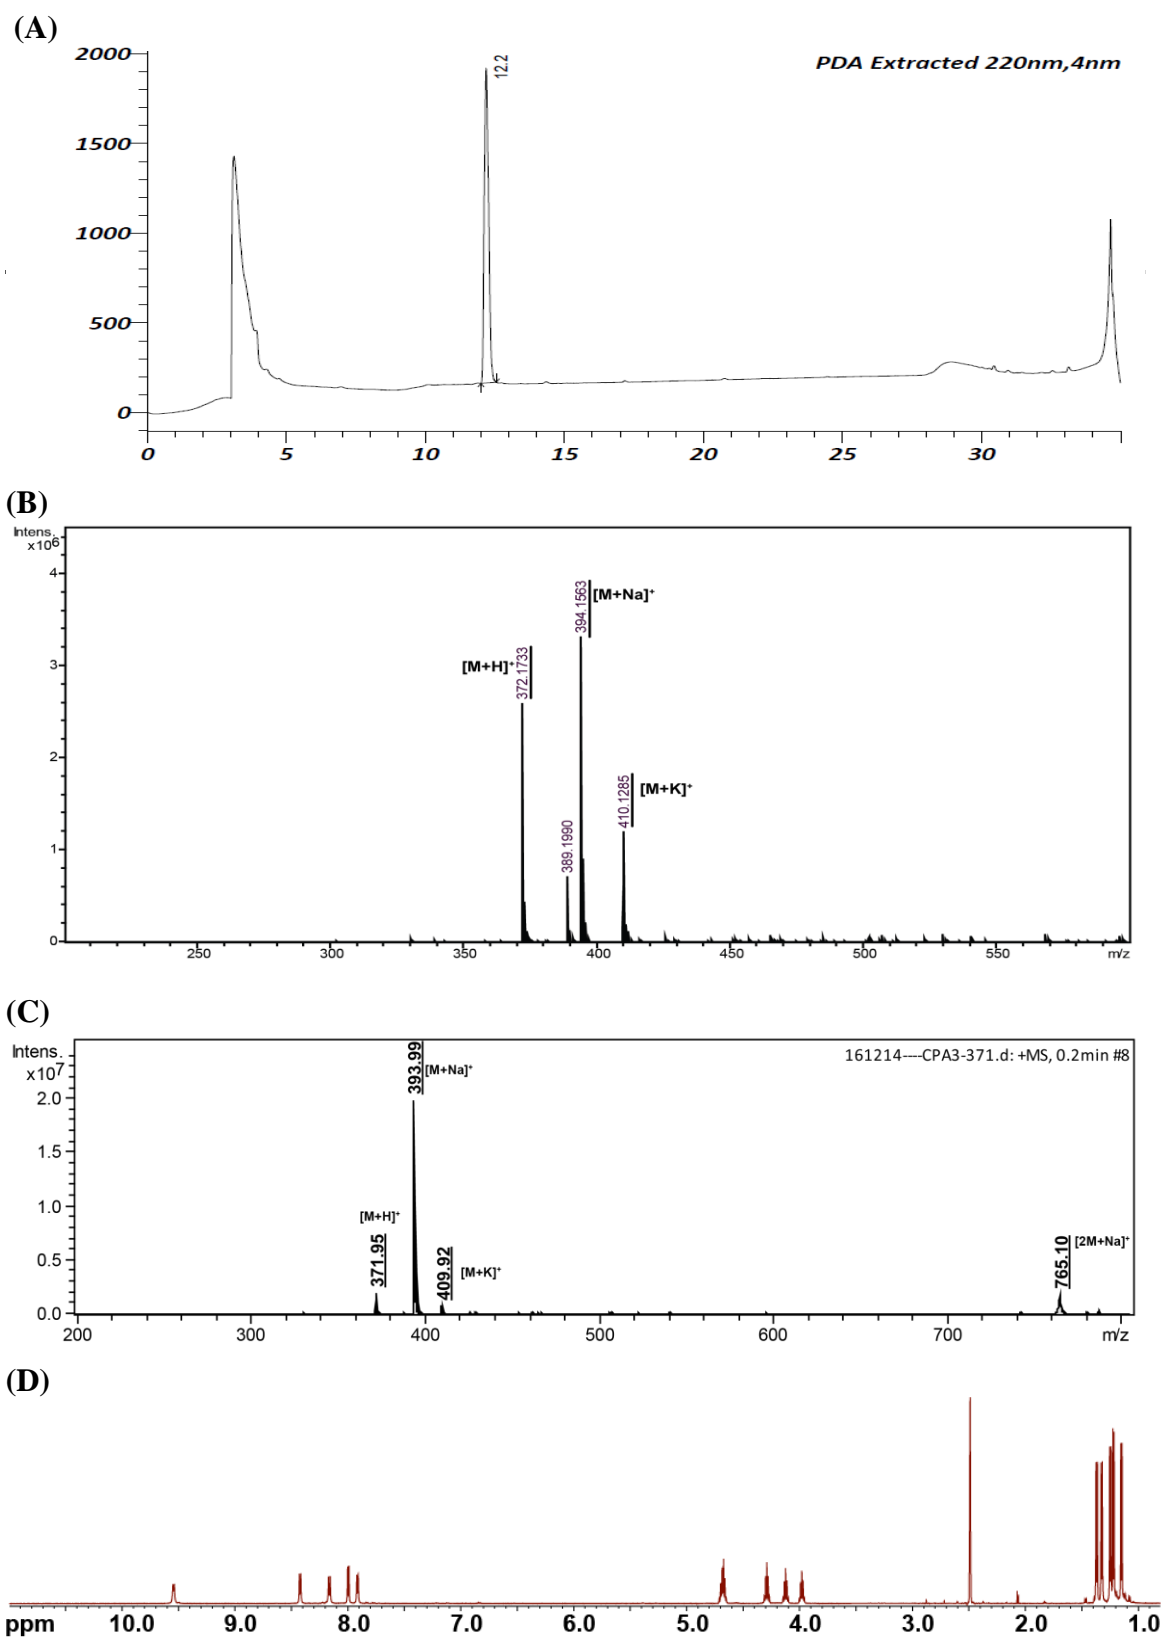 (A)
2000
1500
1000
500
0
12.2
PDA Extracted 220nm,4nm
0 5 10 15 20 25 30
(B)
Intens.
x10⁶
4
3
2
1
0
[M+H]⁺
372.1733
389.1990
394.1563
[M+Na]⁺
410.1285
[M+K]⁺
250 300 350 400 450 500 550 m/z
(C)
Intens.
x10⁷
2.0
1.5
1.0
0.5
0.0
161214----CPA3-371.d: +MS, 0.2min #8
393.99
[M+Na]⁺
[M+H]⁺
371.95
409.92
[M+K]⁺
765.10
[2M+Na]⁺
200 300 400 500 600 700 m/z
(D)
ppm 10.0 9.0 8.0 7.0 6.0 5.0 4.0 3.0 2.0 1.0